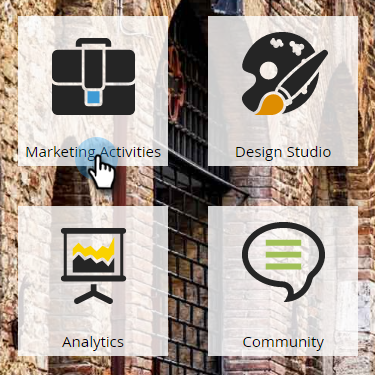 Marketing Activities
Design Studio
Analytics
Community